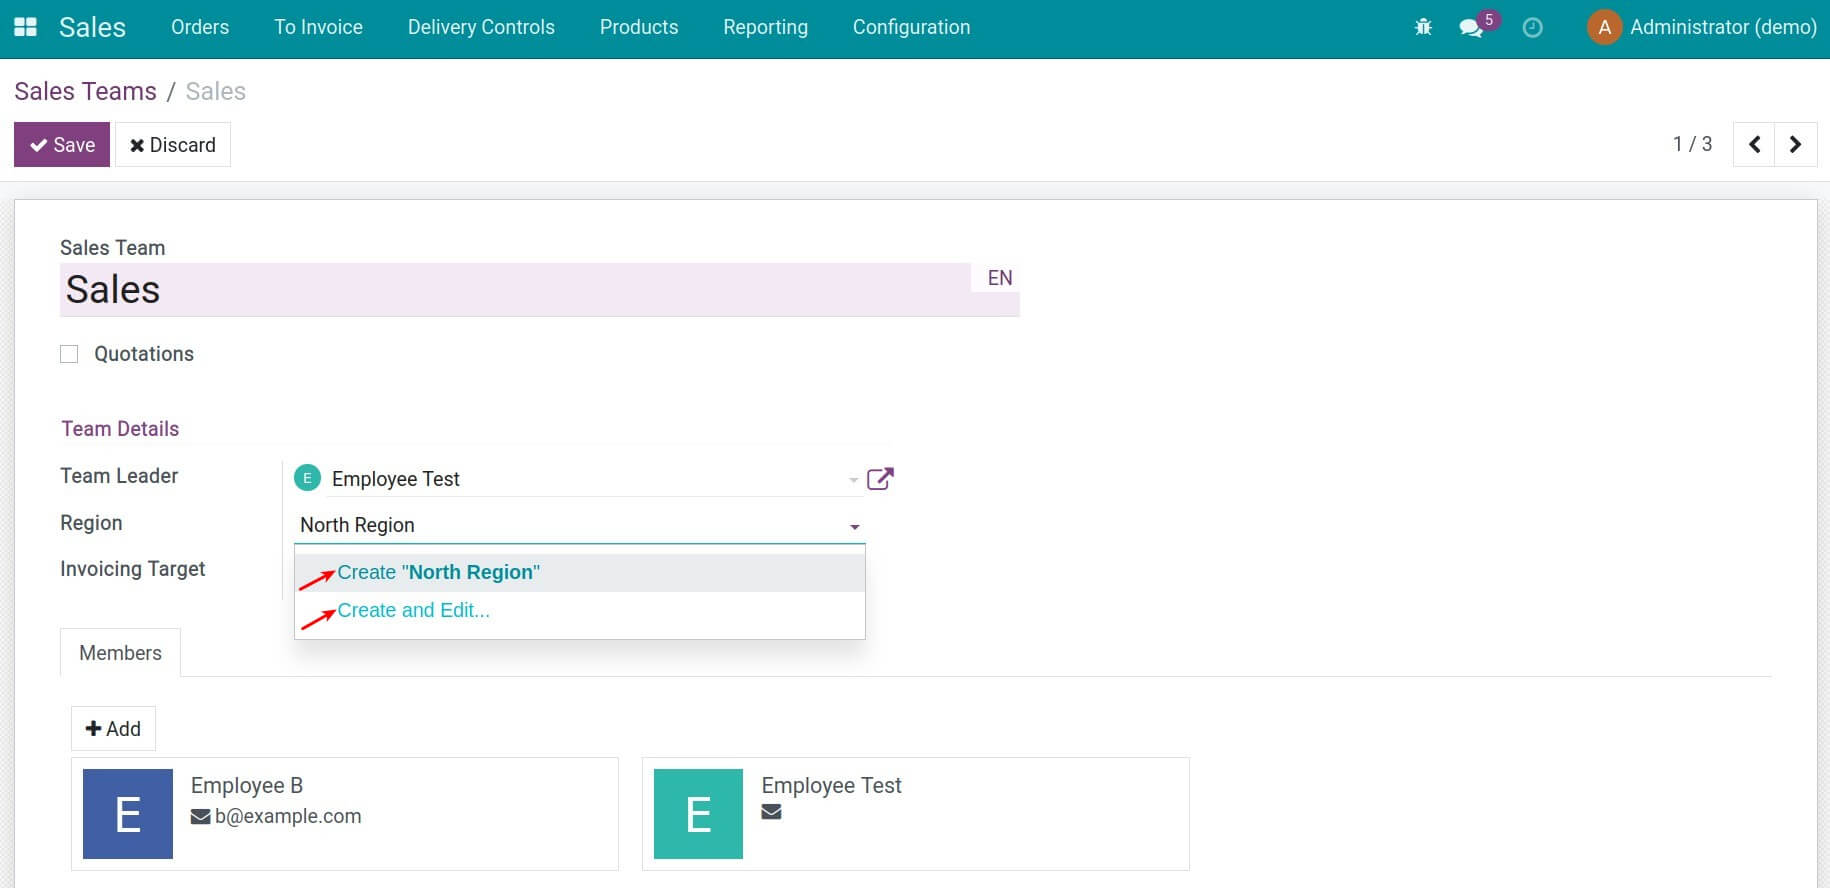 Sales Orders To Invoice Delivery Controls Products Reporting Configuration 5 A Administrator (demo)
Sales Teams / Sales
Save Discard 1 / 3
Sales Team
Sales EN
Quotations
Team Details
Team Leader E Employee Test
Region North Region
Invoicing Target
Create "North Region"
Create and Edit...
Members
Add
E Employee B
b@example.com
E Employee Test